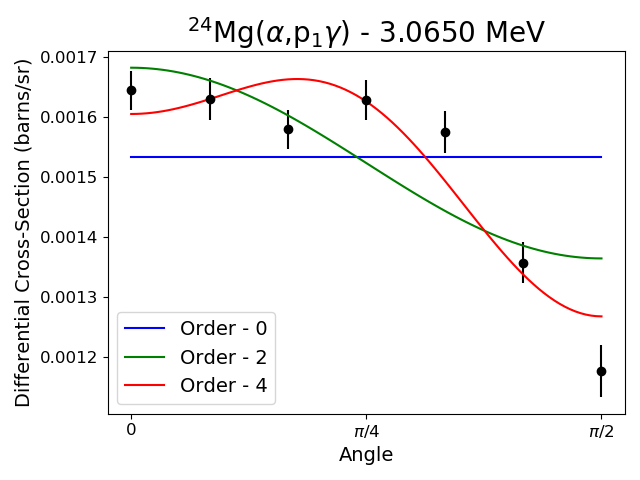 ²⁴Mg(α,p₁γ) - 3.0650 MeV
Differential Cross-Section (barns/sr)
0.0017
0.0016
0.0015
0.0014
0.0013
0.0012
Order - 0
Order - 2
Order - 4
0
π/4
π/2
Angle